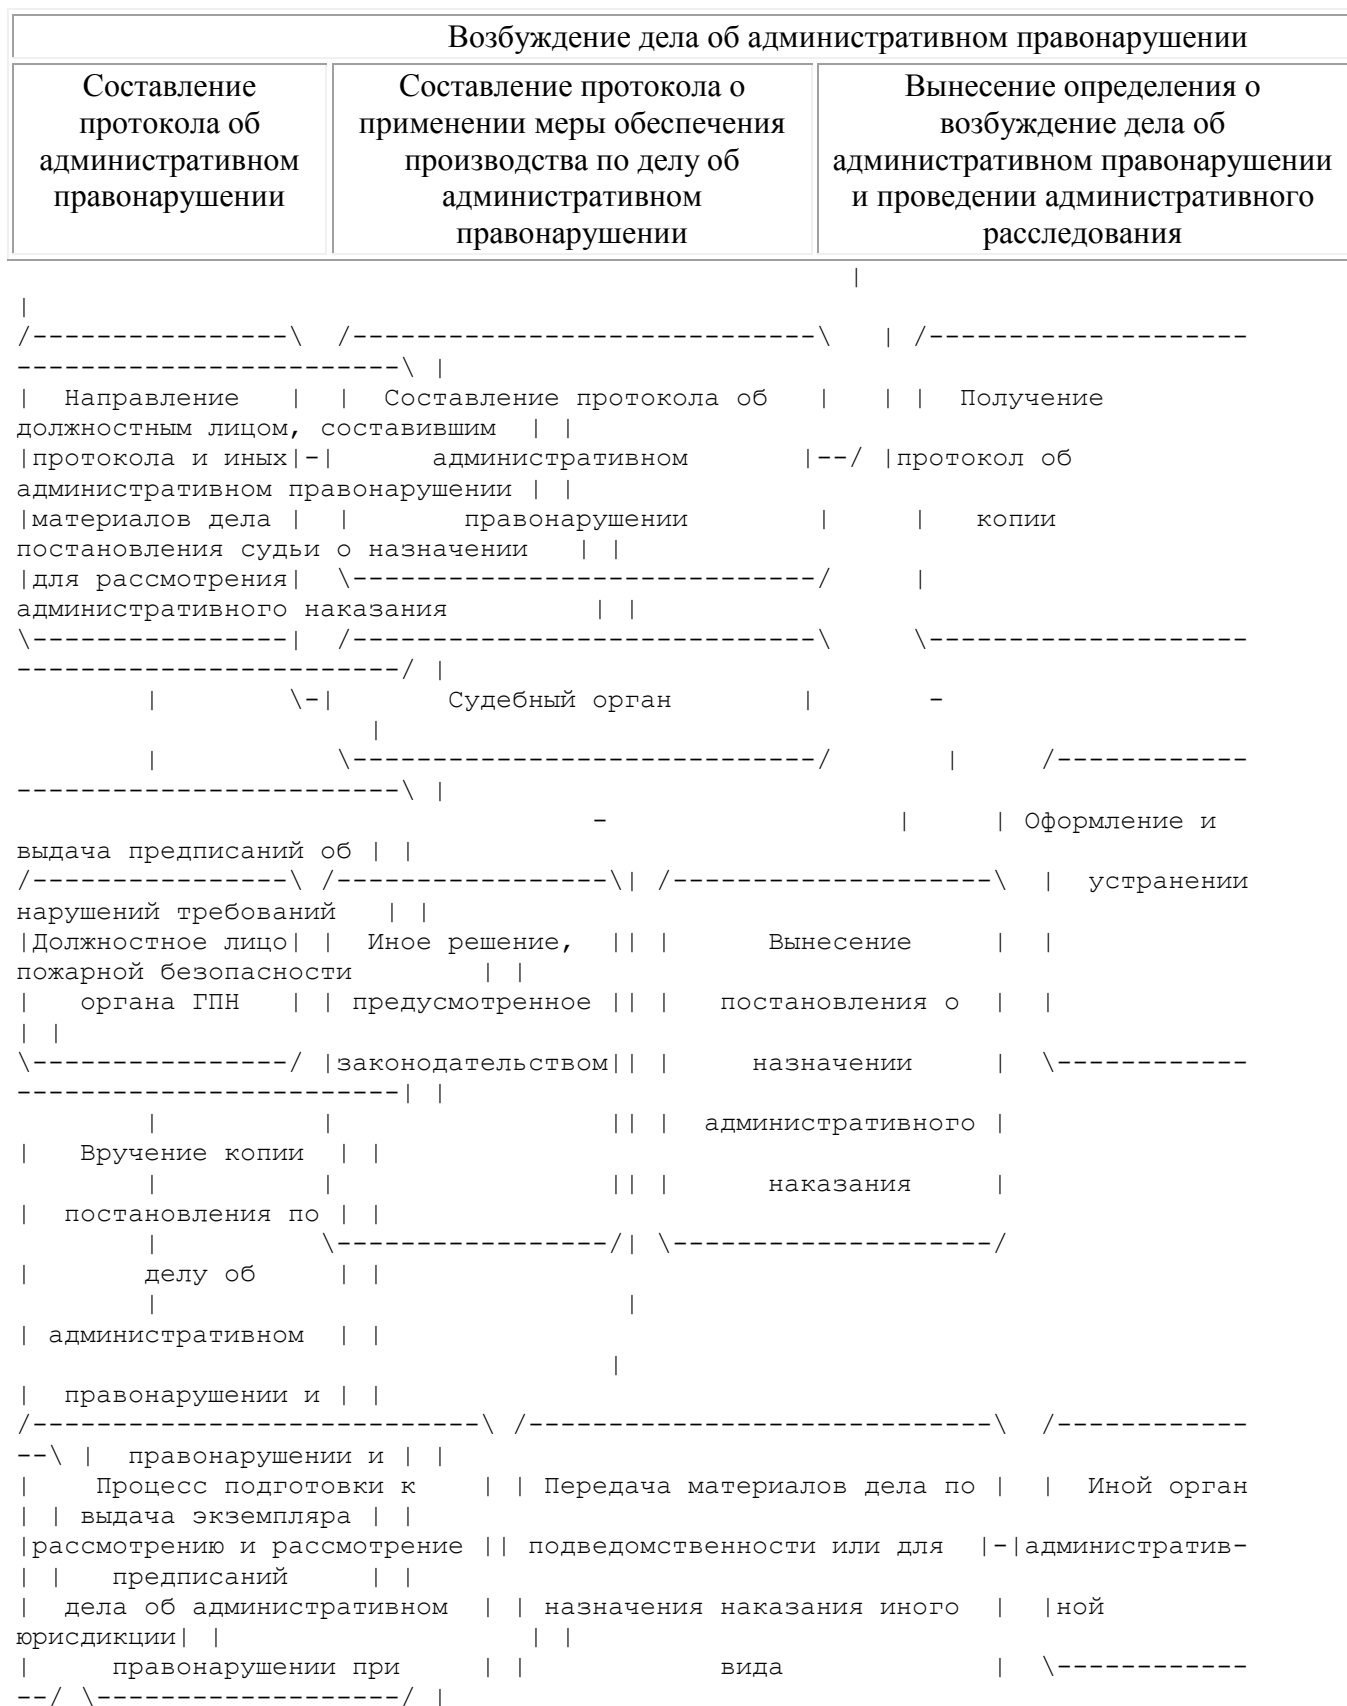 Возбуждение дела об административном правонарушении
Составление
протокола об
административном
правонарушении
Составление протокола о
применении меры обеспечения
производства по делу об
административном
правонарушении
Вынесение определения о
возбуждение дела об
административном правонарушении
и проведении административного
расследования
                                                    |
|
/----------------\  /-----------------------------\   | /--------------------
------------------------\ |
|  Направление   |  |  Составление протокола об   |   | |  Получение
должностным лицом, составившим  | |
|протокола и иных|-|      административном       |--/ |протокол об
административном правонарушении | |
|материалов дела |  |       правонарушении        |     |   копии
постановления судьи о назначении   | |
|для рассмотрения|  \-----------------------------/     |
административного наказания         | |
\----------------|  /-----------------------------\     \--------------------
------------------------/ |
        |        \-|       Судебный орган        |       -
                      |
        |           \-----------------------------/       |     /------------
------------------------\ |
                                    -                  |     | Оформление и
выдача предписаний об | |
/----------------\ /-----------------\| /--------------------\  |  устранении
нарушений требований   | |
|Должностное лицо| |  Иное решение,  || |      Вынесение     |  |
пожарной безопасности        | |
|   органа ГПН   | | предусмотренное || |   постановления о  |  |
| |
\----------------/ |законодательством|| |     назначении     |  \------------
------------------------| |
        |          |                 || |  административного |
|   Вручение копии  | |
        |          |                 || |      наказания     |
|  постановления по | |
        |          \-----------------/| \--------------------/
|       делу об     | |
        |                             |
| административном  | |
                                     |
|  правонарушении и | |
/----------------------------\ /-----------------------------\  /------------
--\ |  правонарушении и | |
|    Процесс подготовки к    | | Передача материалов дела по |  |  Иной орган
| | выдача экземпляра | |
|рассмотрению и рассмотрение || подведомственности или для  |-|административ-
| |   предписаний     | |
|  дела об административном  | | назначения наказания иного  |  |ной
юрисдикции| |                   | |
|     правонарушении при     | |            вида             |  \------------
--/ \-------------------/ |